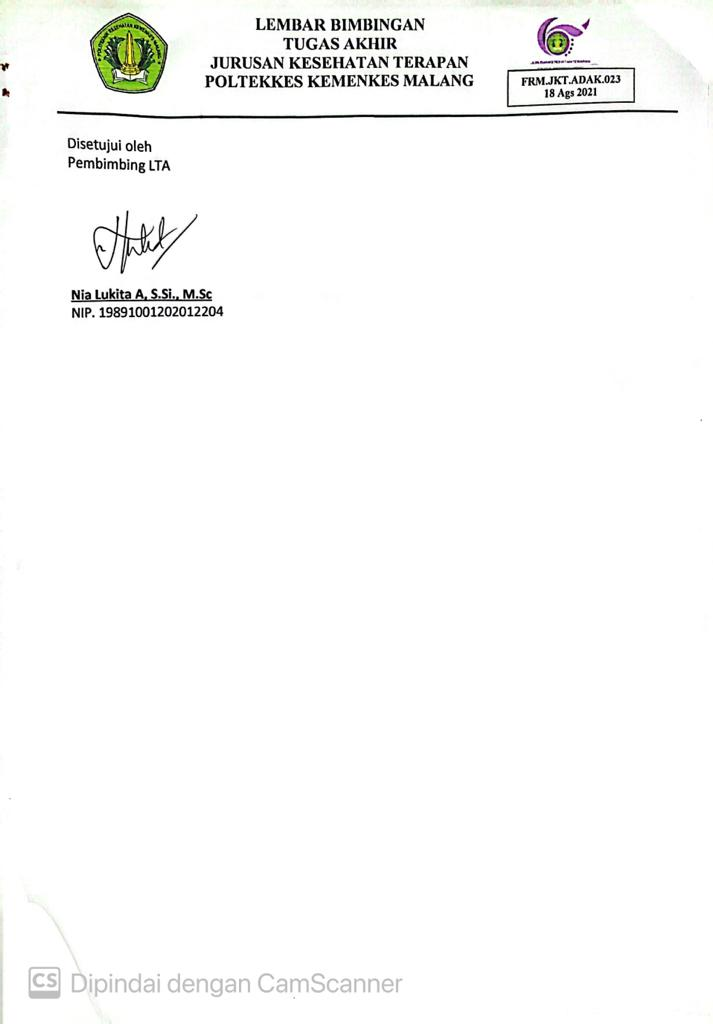 LEMBAR BIMBINGAN
TUGAS AKHIR
JURUSAN KESEHATAN TERAPAN
POLTEKKES KEMENKES MALANG
FRM.JKT.ADAK.023
18 Ags 2021
Disetujui oleh
Pembimbing LTA
Nia Lukita A, S.Si., M.Sc
NIP. 19891001202012204
CS Dipindai dengan CamScanner